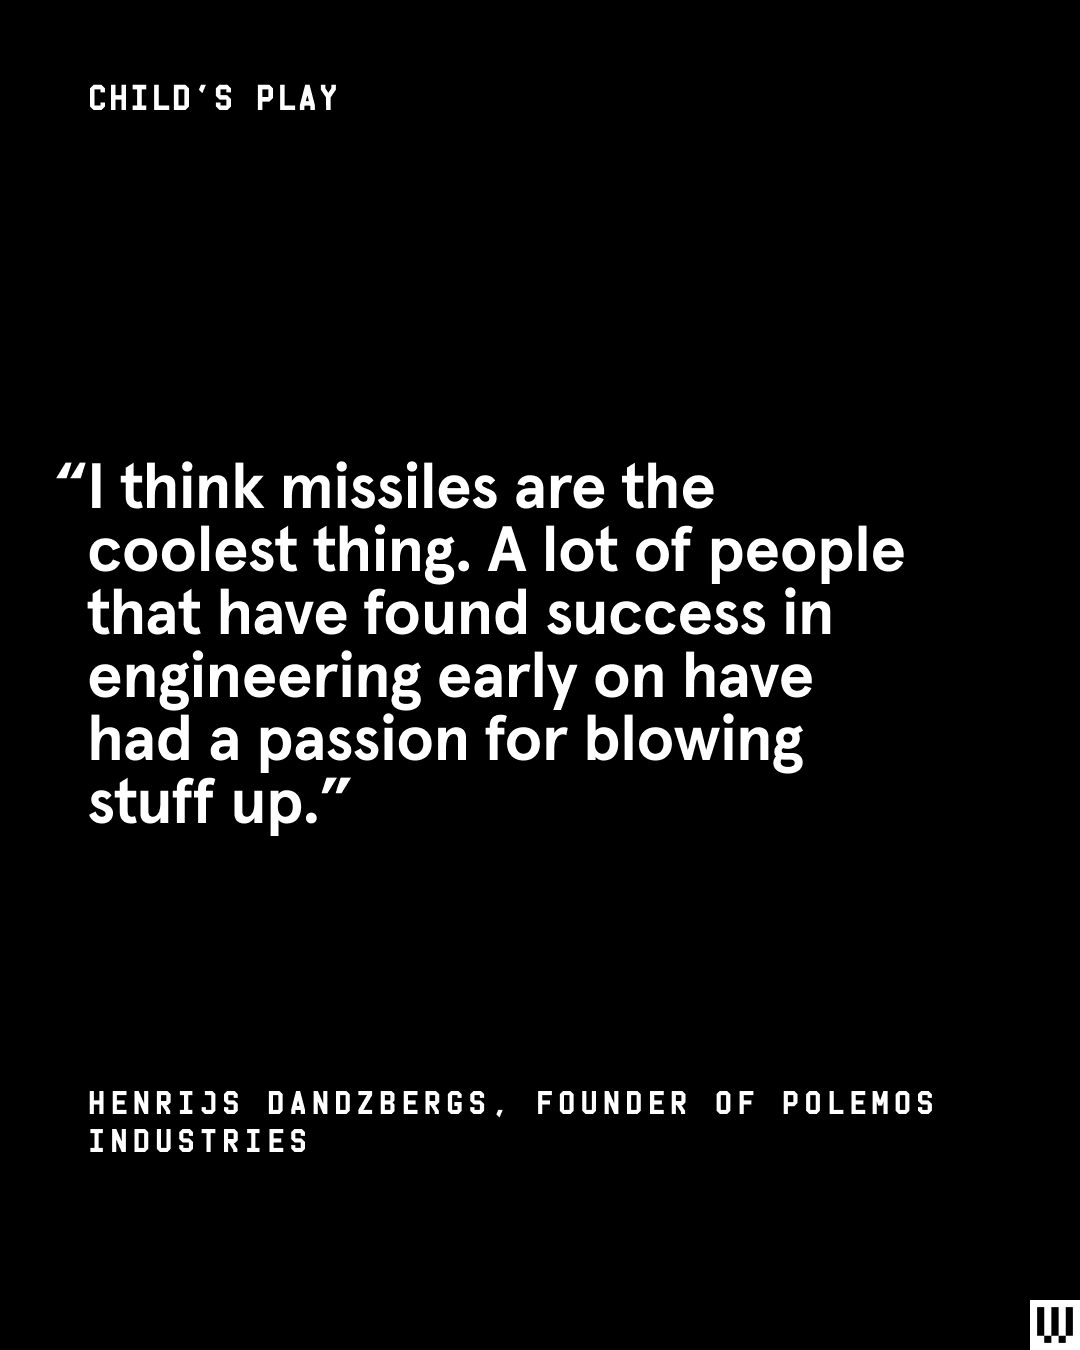 CHILD’S PLAY
“I think missiles are the
coolest thing. A lot of people
that have found success in
engineering early on have
had a passion for blowing
stuff up.”
HENRIJS DANDZBERGS, FOUNDER OF POLEMOS
INDUSTRIES
W